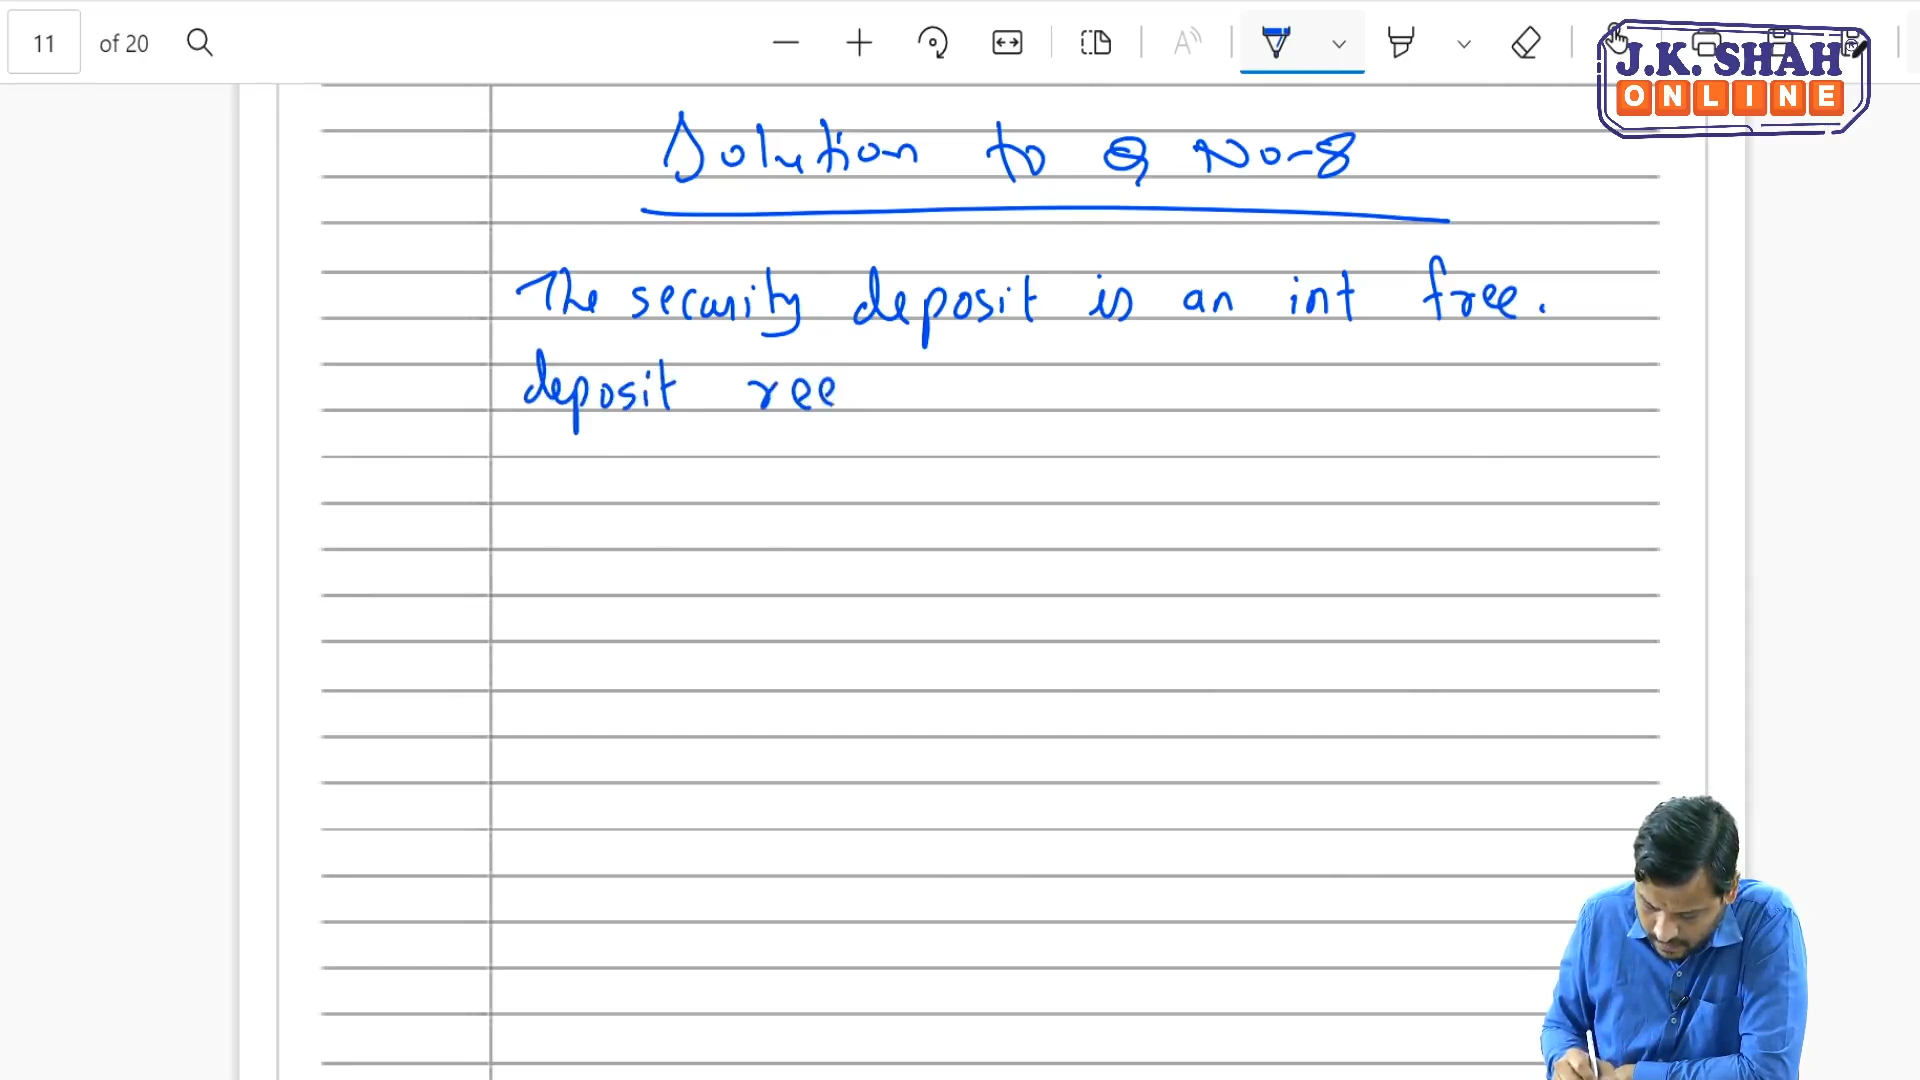 11 of 20
J.K. SHAH
ONLINE
Solution to Q No-8
The security deposit is an int free.
deposit ree